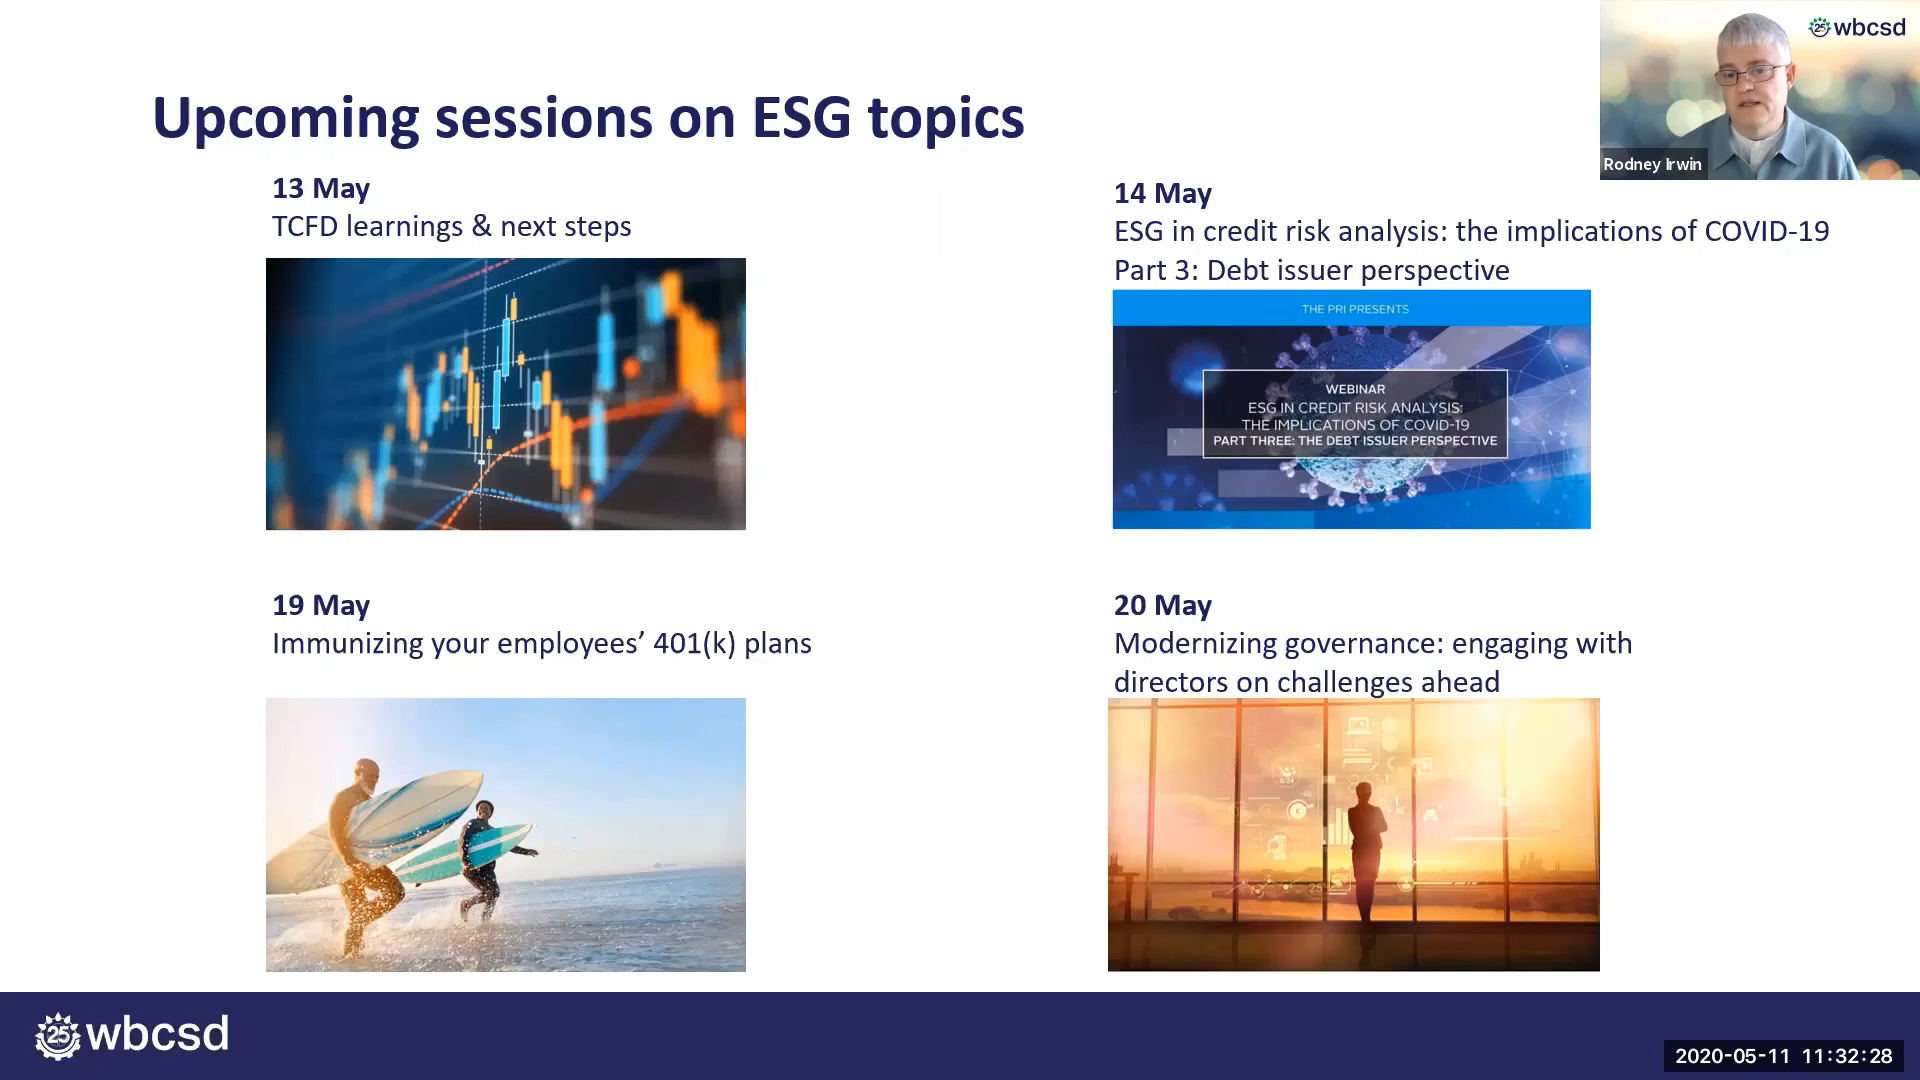 25 wbcsd
Rodney Irwin
Upcoming sessions on ESG topics
13 May
TCFD learnings & next steps
14 May
ESG in credit risk analysis: the implications of COVID-19
Part 3: Debt issuer perspective
THE PRI PRESENTS
WEBINAR
ESG IN CREDIT RISK ANALYSIS:
THE IMPLICATIONS OF COVID-19
PART THREE: THE DEBT ISSUER PERSPECTIVE
19 May
Immunizing your employees’ 401(k) plans
20 May
Modernizing governance: engaging with
directors on challenges ahead
25 wbcsd
2020-05-11 11:32:28